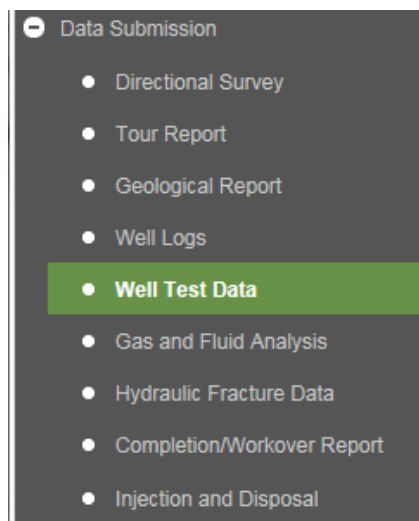 Data Submission
Directional Survey
Tour Report
Geological Report
Well Logs
Well Test Data
Gas and Fluid Analysis
Hydraulic Fracture Data
Completion/Workover Report
Injection and Disposal